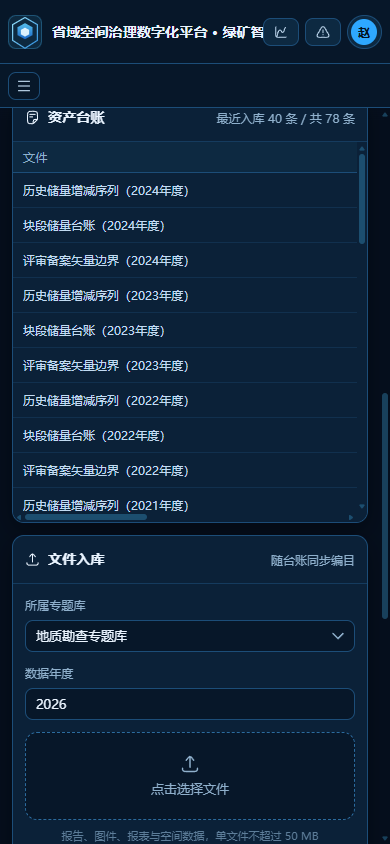 省域空间治理数字化平台 • 绿矿智
赵
资产台账
最近入库 40 条 / 共 78 条
文件
历史储量增减序列（2024年度）
块段储量台账（2024年度）
评审备案矢量边界（2024年度）
历史储量增减序列（2023年度）
块段储量台账（2023年度）
评审备案矢量边界（2023年度）
历史储量增减序列（2022年度）
块段储量台账（2022年度）
评审备案矢量边界（2022年度）
历史储量增减序列（2021年度）
文件入库
随台账同步编目
所属专题库
地质勘查专题库
数据年度
2026
点击选择文件
报告、图件、报表与空间数据，单文件不超过 50 MB